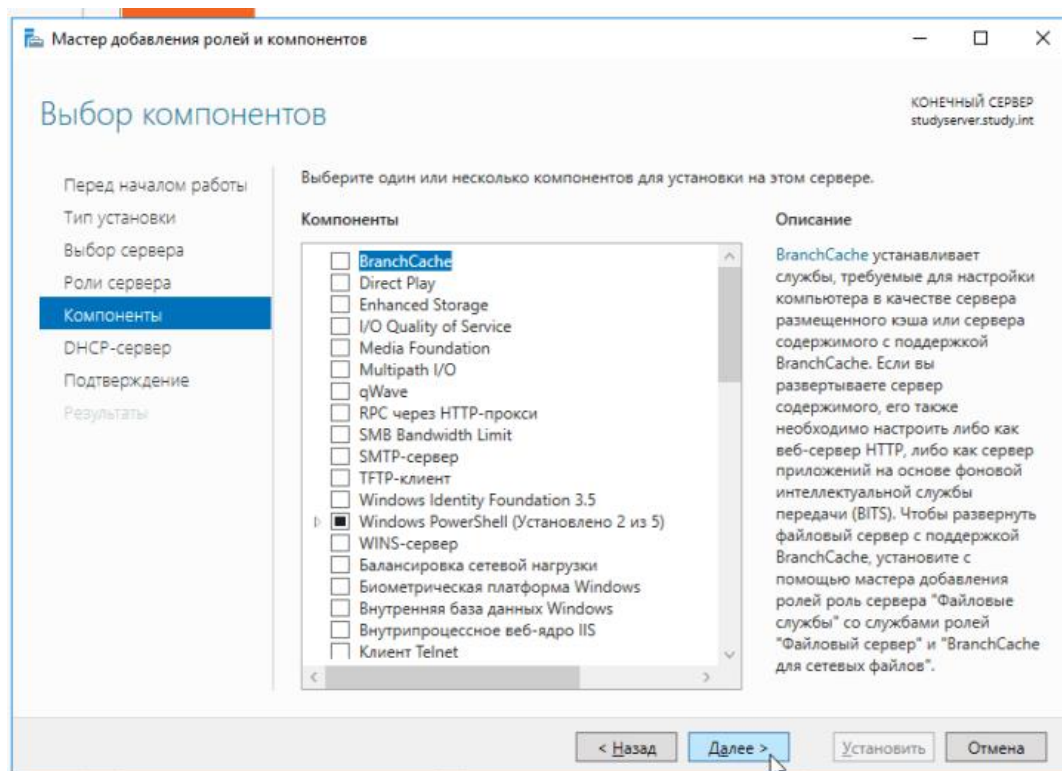 Мастер добавления ролей и компонентов
Выбор компонентов
КОНЕЧНЫЙ СЕРВЕР
studyserver.study.int
Перед началом работы
Тип установки
Выбор сервера
Роли сервера
Компоненты
DHCP-сервер
Подтверждение
Результаты
Выберите один или несколько компонентов для установки на этом сервере.
Компоненты
BranchCache
Direct Play
Enhanced Storage
I/O Quality of Service
Media Foundation
Multipath I/O
qWave
RPC через HTTP-прокси
SMB Bandwidth Limit
SMTP-сервер
TFTP-клиент
Windows Identity Foundation 3.5
Windows PowerShell (Установлено 2 из 5)
WINS-сервер
Балансировка сетевой нагрузки
Биометрическая платформа Windows
Внутренняя база данных Windows
Внутрипроцессное веб-ядро IIS
Клиент Telnet
Описание
BranchCache устанавливает
службы, требуемые для настройки
компьютера в качестве сервера
размещенного кэша или сервера
содержимого с поддержкой
BranchCache. Если вы
развертываете сервер
содержимого, его также
необходимо настроить либо как
веб-сервер HTTP, либо как сервер
приложений на основе фоновой
интеллектуальной службы
передачи (BITS). Чтобы развернуть
файловый сервер с поддержкой
BranchCache, установите с
помощью мастера добавления
ролей роль сервера "Файловые
службы" со службами ролей
"Файловый сервер" и "BranchCache
для сетевых файлов".
< Назад
Далее >
Установить
Отмена